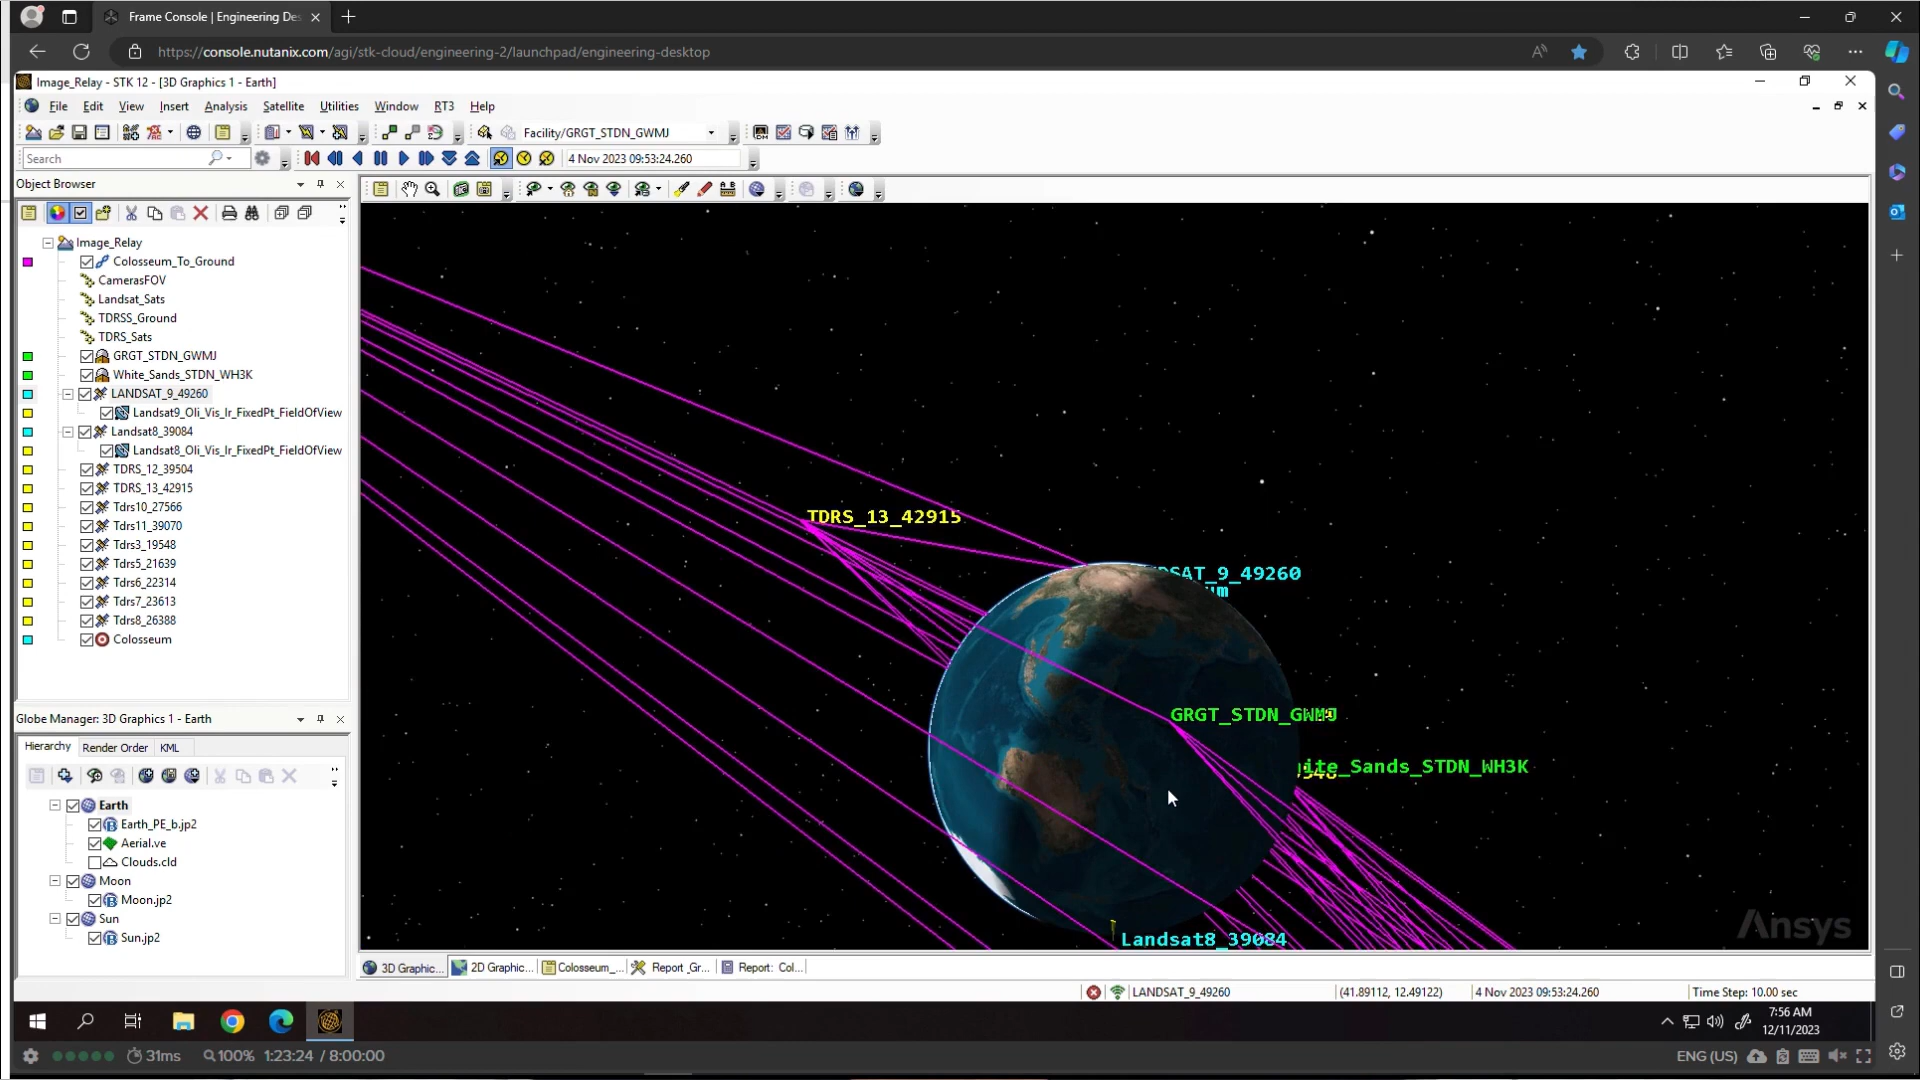 Frame Console | Engineering Des
https://console.nutanix.com/agi/stk-cloud/engineering-2/launchpad/engineering-desktop
Image_Relay - STK 12 - [3D Graphics 1 - Earth]
File Edit View Insert Analysis Satellite Utilities Window RT3 Help
Facility/GRGT_STDN_GWMJ
Search
4 Nov 2023 09:53:24.260
Object Browser
Image_Relay
Colosseum_To_Ground
CamerasFOV
Landsat_Sats
TDRSS_Ground
TDRS_Sats
GRGT_STDN_GWMJ
White_Sands_STDN_WH3K
LANDSAT_9_49260
Landsat9_Oli_Vis_Ir_FixedPt_FieldOfView
Landsat8_39084
Landsat8_Oli_Vis_Ir_FixedPt_FieldOfView
TDRS_12_39504
TDRS_13_42915
Tdrs10_27566
Tdrs11_39070
Tdrs3_19548
Tdrs5_21639
Tdrs6_22314
Tdrs7_23613
Tdrs8_26388
Colosseum
Globe Manager: 3D Graphics 1 - Earth
Hierarchy Render Order KML
Earth
Earth_PE_b.jp2
Aerial.ve
Clouds.cld
Moon
Moon.jp2
Sun
Sun.jp2
TDRS_13_42915
SAT_9_49260
um
GRGT_STDN_GWMJ
ite_Sands_STDN_WH3K
Landsat8_39084
Ansys
3D Graphic... 2D Graphic... Colosseum_... Report_Gr... Report: Col...
LANDSAT_9_49260 (41.89112, 12.49122) 4 Nov 2023 09:53:24.260 Time Step: 10.00 sec
7:56 AM
12/11/2023
31ms 100% 1:23:24 / 8:00:00 ENG (US)